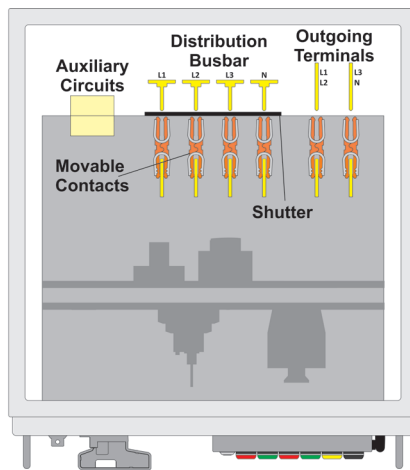 Distribution
Busbar
Outgoing
Terminals
Auxiliary
Circuits
L1
L2
L3
N
L1
L2
L3
N
Movable
Contacts
Shutter